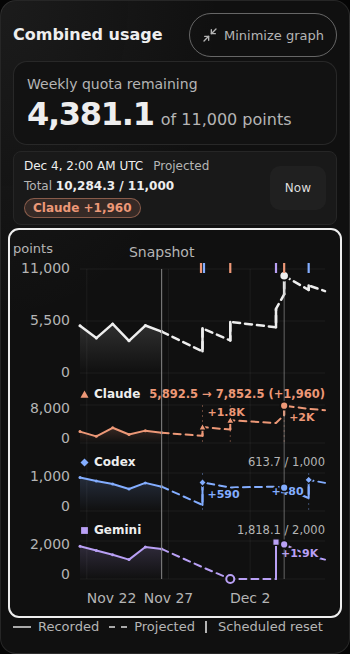 Combined usage
Minimize graph
Weekly quota remaining
4,381.1 of 11,000 points
Dec 4, 2:00 AM UTC Projected
Total 10,284.3 / 11,000
Claude +1,960
Now
points
Snapshot
11,000
5,500
0
Claude 5,892.5 → 7,852.5 (+1,960)
8,000
+1.8K
+2K
0
Codex 613.7 / 1,000
1,000
+590
0
Gemini 1,818.1 / 2,000
2,000
+1.9K
0
Nov 22 Nov 27 Dec 2
Recorded Projected Scheduled reset